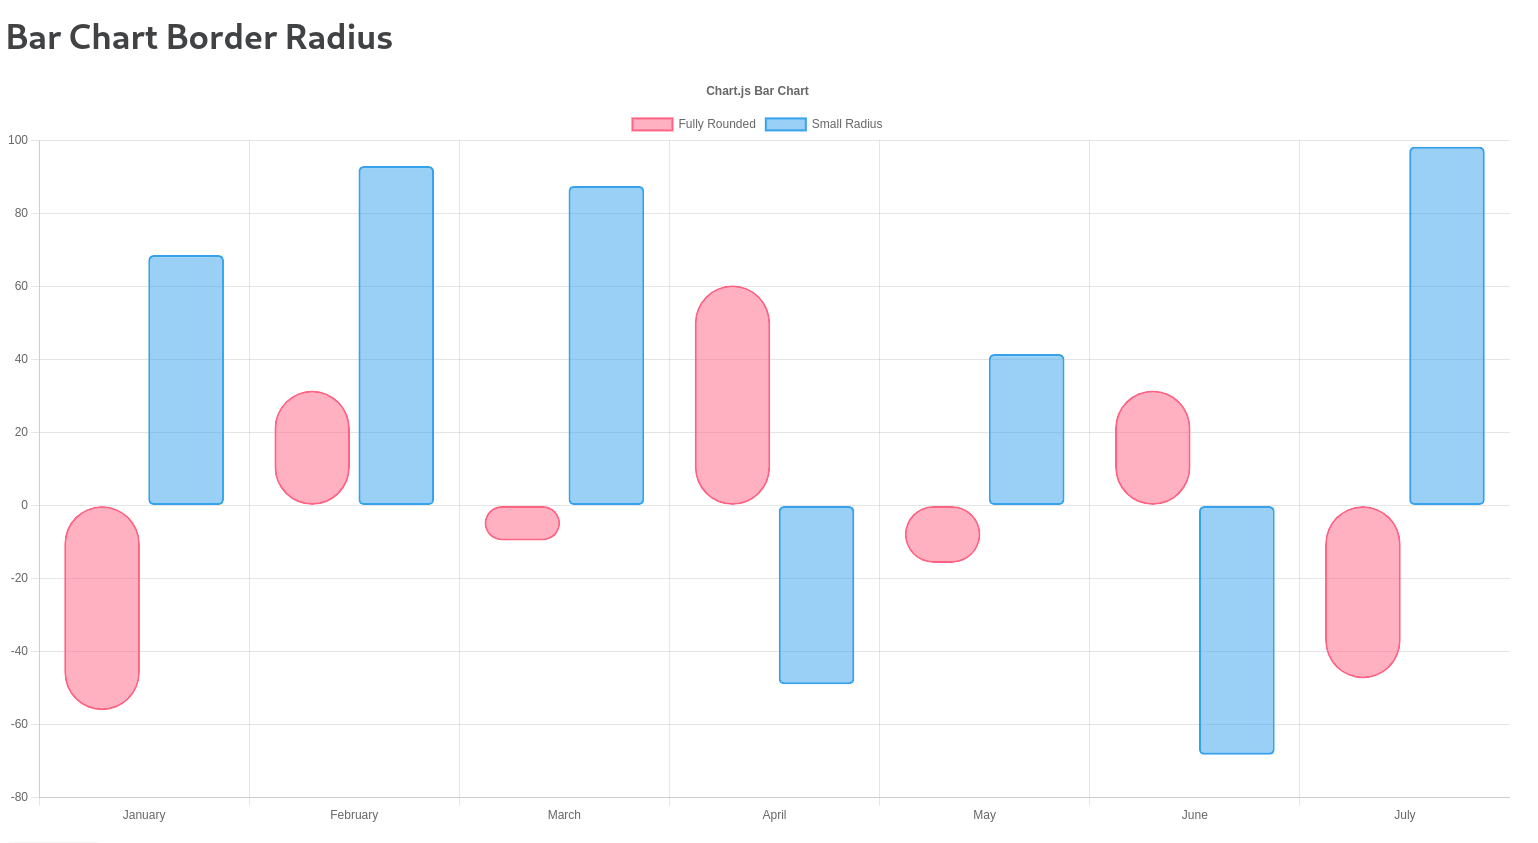 Bar Chart Border Radius
Chart.js Bar Chart
Fully Rounded Small Radius
100
80
60
40
20
0
-20
-40
-60
-80
January February March April May June July